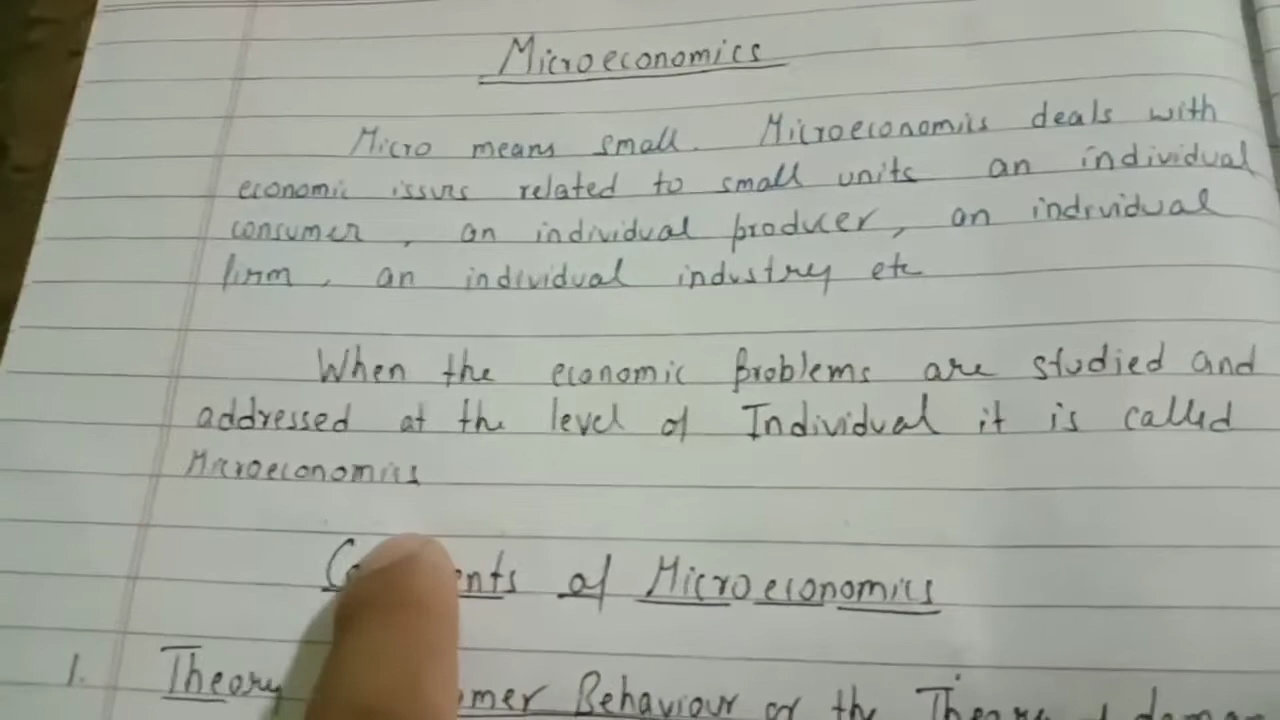 Microeconomics
Micro means small. Microeconomics deals with
economic issues related to small units an individual
consumer, an individual producer, an individual
firm, an individual industry etc
When the economic problems are studied and
addressed at the level of Individual it is called
Microeconomics
of Microeconomics
1. Theory Behaviour or the Theory